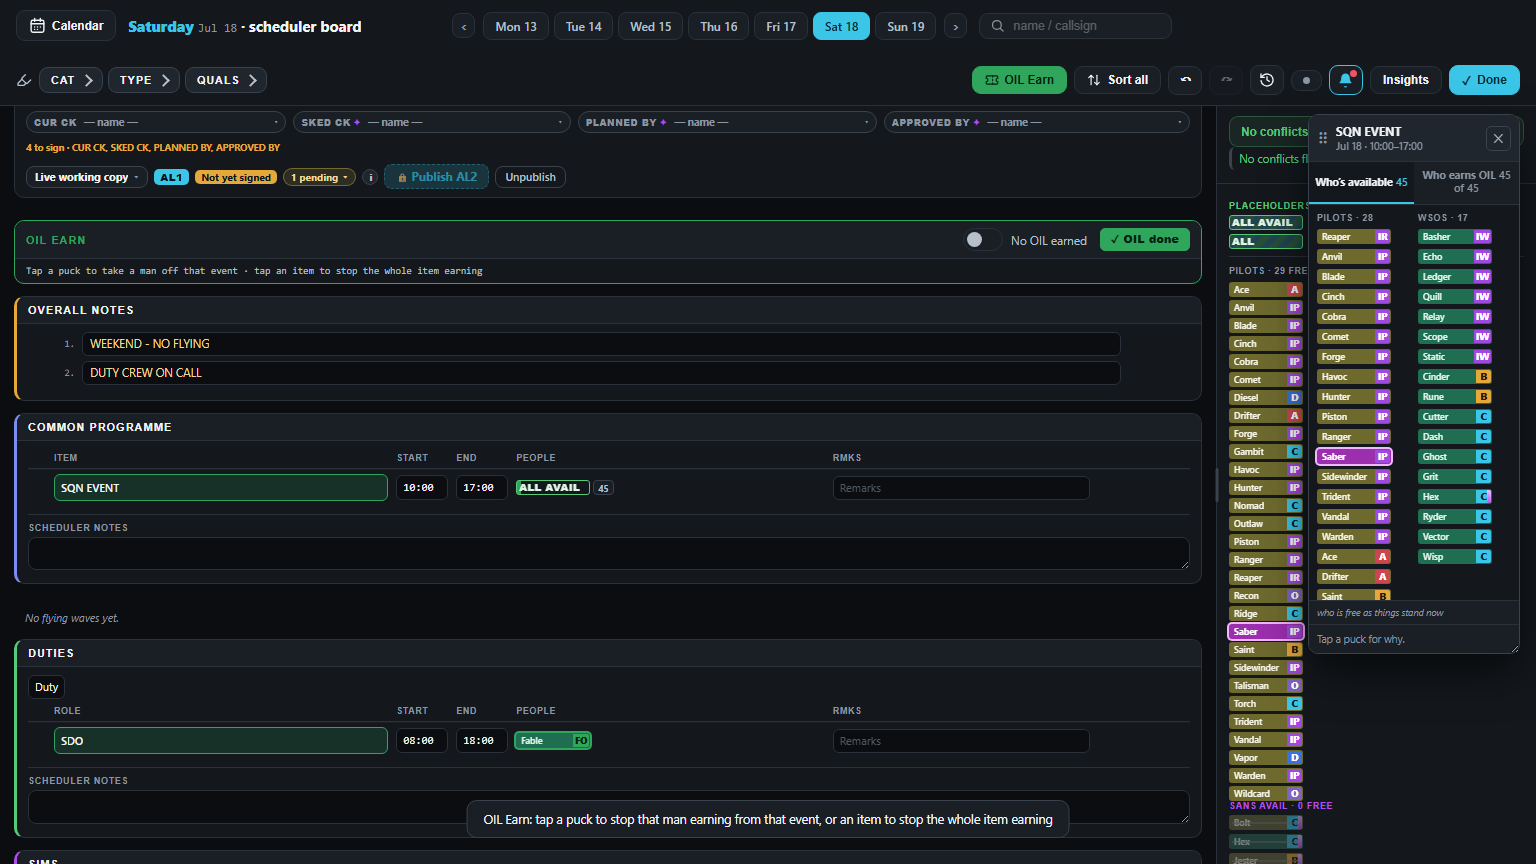 Calendar
Saturday Jul 18 · scheduler board
Mon 13
Tue 14
Wed 15
Thu 16
Fri 17
Sat 18
Sun 19
name / callsign
CAT
TYPE
QUALS
OIL Earn
Sort all
Insights
✓ Done
CUR CK — name —
SKED CK ✦ — name —
PLANNED BY ✦ — name —
APPROVED BY ✦ — name —
4 to sign · CUR CK, SKED CK, PLANNED BY, APPROVED BY
Live working copy
AL1
Not yet signed
1 pending
i
Publish AL2
Unpublish
OIL EARN
No OIL earned
✓ OIL done
Tap a puck to take a man off that event · tap an item to stop the whole item earning
OVERALL NOTES
1. WEEKEND - NO FLYING
2. DUTY CREW ON CALL
COMMON PROGRAMME
ITEM START END PEOPLE RMKS
SQN EVENT 10:00 17:00 ALL AVAIL 45 Remarks
SCHEDULER NOTES
No flying waves yet.
DUTIES
Duty
ROLE START END PEOPLE RMKS
SDO 08:00 18:00 Fable FO Remarks
SCHEDULER NOTES
OIL Earn: tap a puck to stop that man earning from that event, or an item to stop the whole item earning
SIMS
No conflicts
No conflicts fl
PLACEHOLDERS
ALL AVAIL
ALL
PILOTS · 29 FRE
Ace A
Anvil IP
Blade IP
Cinch IP
Cobra IP
Comet IP
Diesel D
Drifter A
Forge IP
Gambit C
Havoc IP
Hunter IP
Nomad C
Outlaw C
Piston IP
Ranger IP
Reaper IR
Recon O
Ridge C
Saber IP
Saint B
Sidewinder IP
Talisman O
Torch C
Trident IP
Vandal IP
Vapor D
Warden IP
Wildcard O
SANS AVAIL · 0 FREE
Bolt C
Hex C
Jester B
SQN EVENT
Jul 18 · 10:00–17:00
Who's available 45
Who earns OIL 45 of 45
PILOTS · 28
Reaper IR
Anvil IP
Blade IP
Cinch IP
Cobra IP
Comet IP
Forge IP
Havoc IP
Hunter IP
Piston IP
Ranger IP
Saber IP
Sidewinder IP
Trident IP
Vandal IP
Warden IP
Ace A
Drifter A
Saint B
WSOS · 17
Basher IW
Echo IW
Ledger IW
Quill IW
Relay IW
Scope IW
Static IW
Cinder B
Rune B
Cutter C
Dash C
Ghost C
Grit C
Hex C
Ryder C
Vector C
Wisp C
who is free as things stand now
Tap a puck for why.